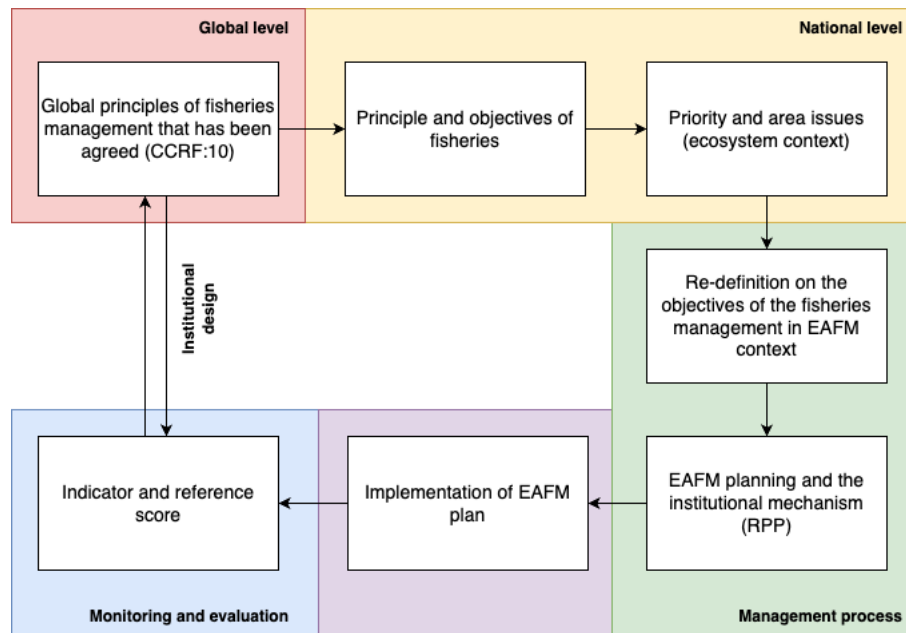 Global level
National level
Global principles of fisheries
management that has been
agreed (CCRF:10)
Principle and objectives of
fisheries
Priority and area issues
(ecosystem context)
Institutional
design
Re-definition on the
objectives of the fisheries
management in EAFM
context
Indicator and reference
score
Implementation of EAFM
plan
EAFM planning and the
institutional mechanism
(RPP)
Monitoring and evaluation
Management process